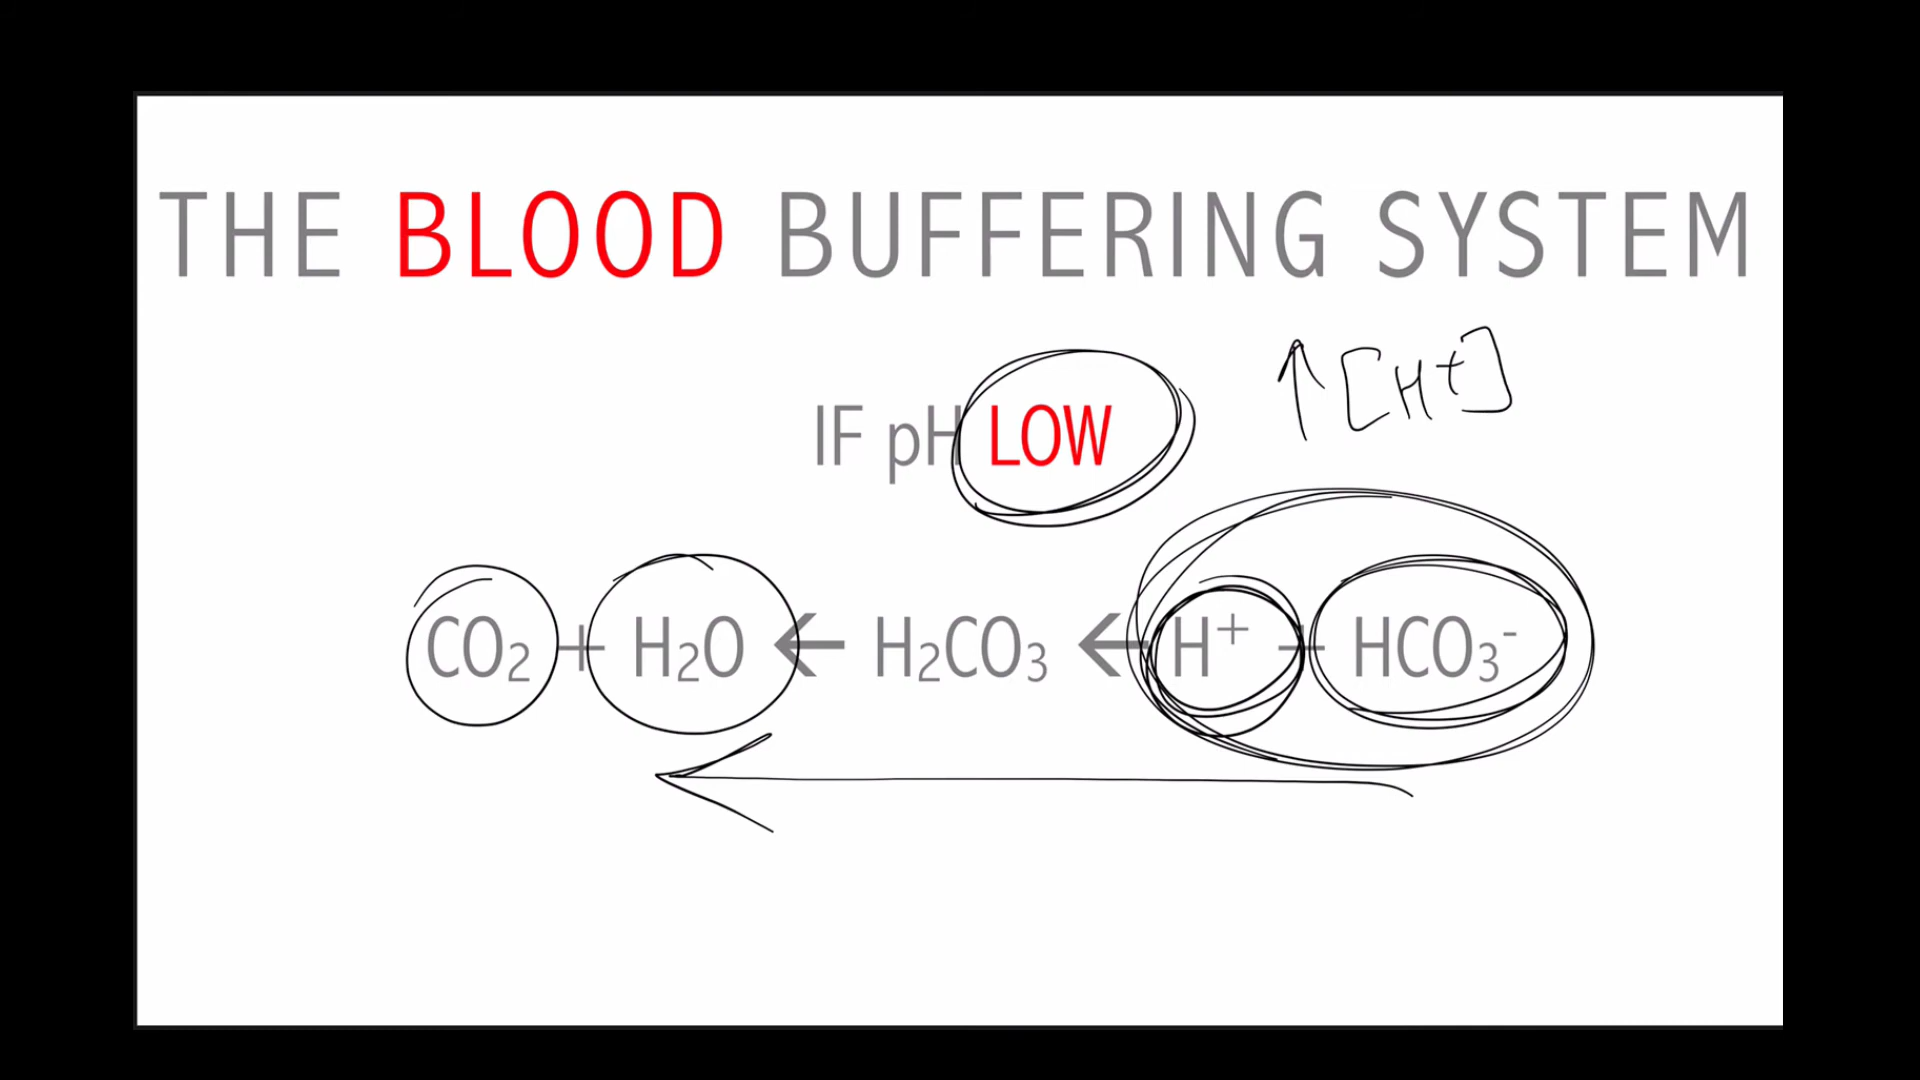 THE BLOOD BUFFERING SYSTEM
↑ [H+]
IF pH LOW
CO₂ + H₂O ← H₂CO₃ ← H⁺ + HCO₃⁻